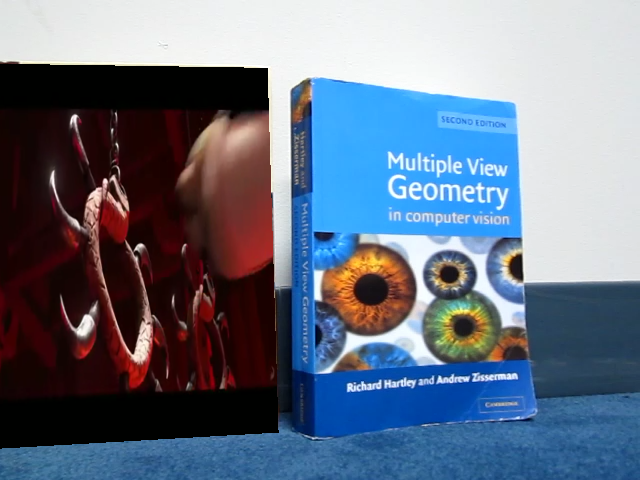 SECOND EDITION
Multiple View
Geometry
in computer vision
Richard Hartley and Andrew Zisserman
CAMBRIDGE
Hartley and
Zisserman
Multiple View Geometry